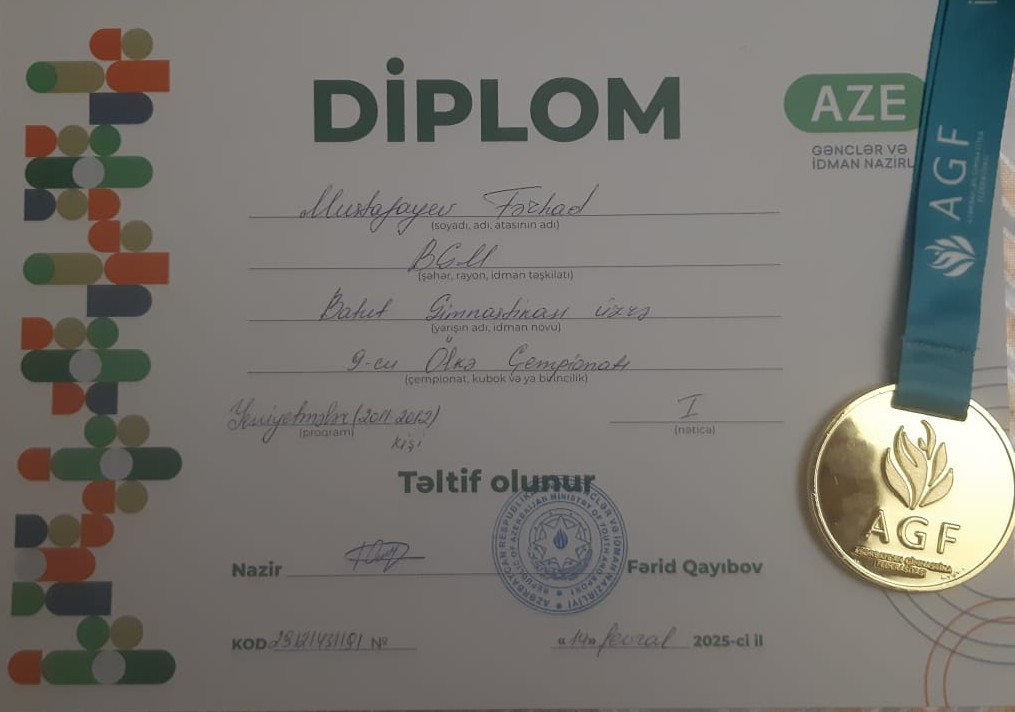 DİPLOM
AZE
GƏNCLƏR VƏ
İDMAN NAZİRL
Mustafayev Fərhad
(soyadı, adı, atasının adı)
BGM
(şəhər, rayon, idman təşkilatı)
Batut Gimnastikası üzrə
(yarışın adı, idman növü)
9-cu Ölkə Çempionatı
(çempionat, kubok və ya birincilik)
Yeniyetmələr (2011-2012)
(proqram)
kişi
I
(nəticə)
Təltif olunur
Nazir
Fərid Qayıbov
KOD
№
«14» fevral 2025-ci il
AGF
AGF